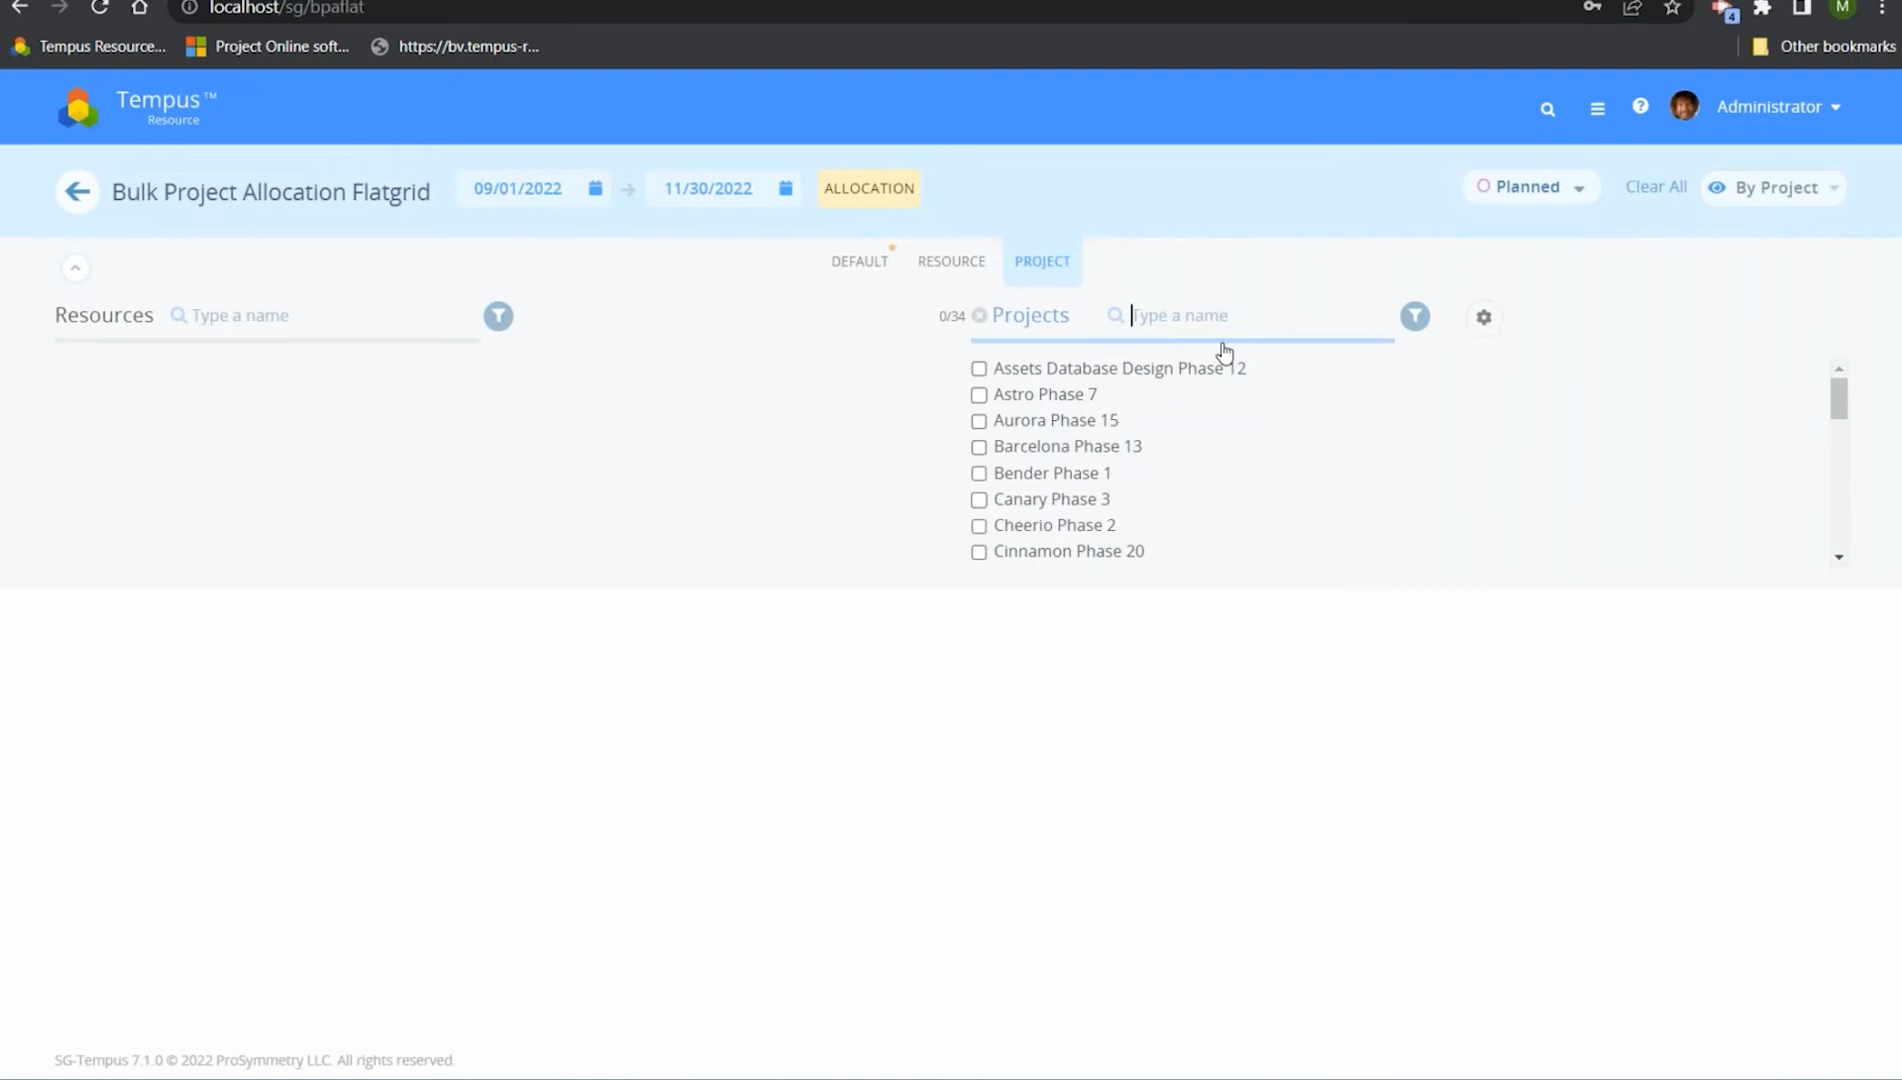 localhost/sg/bpaflat
4
M
Tempus Resource... Project Online soft... https://bv.tempus-r... Other bookmarks
Tempus™
Resource
Administrator
Bulk Project Allocation Flatgrid 09/01/2022 11/30/2022 ALLOCATION Planned Clear All By Project
DEFAULT* RESOURCE PROJECT
Resources Type a name 0/34 Projects Type a name
Assets Database Design Phase 12
Astro Phase 7
Aurora Phase 15
Barcelona Phase 13
Bender Phase 1
Canary Phase 3
Cheerio Phase 2
Cinnamon Phase 20
SG-Tempus 7.1.0 © 2022 ProSymmetry LLC. All rights reserved.